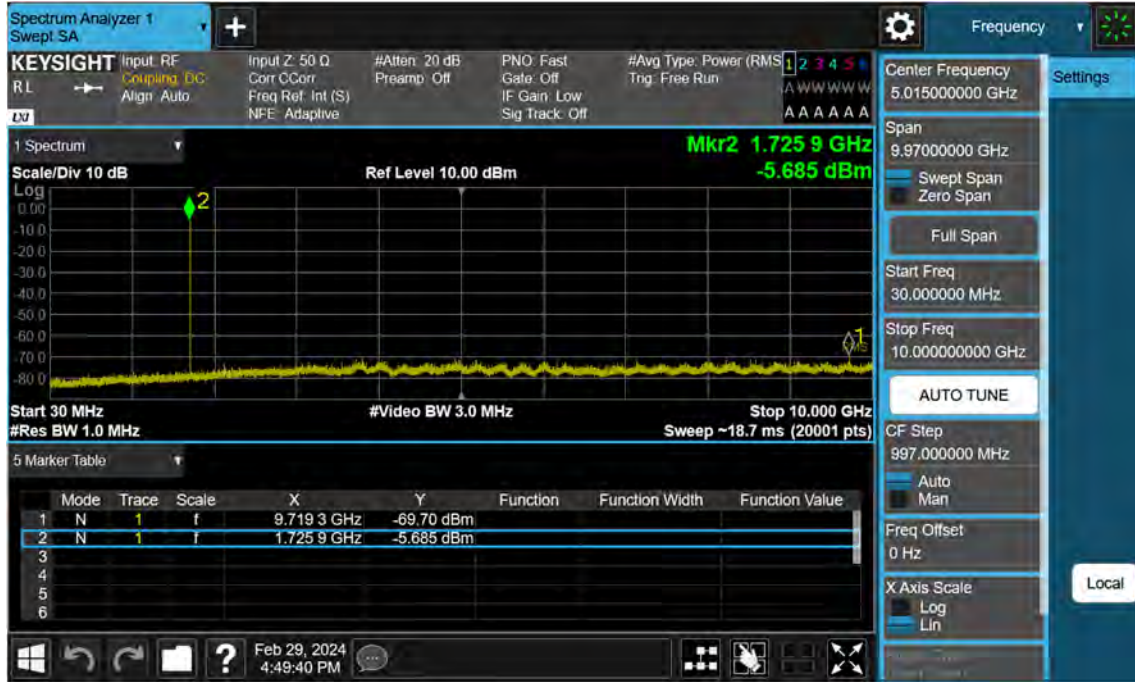 Spectrum Analyzer 1
Swept SA
+
Frequency
KEYSIGHT
RL
LXI
Input: RF
Coupling: DC
Align: Auto
Input Z: 50 Ω
Corr CCorr
Freq Ref: Int (S)
NFE: Adaptive
#Atten: 20 dB
Preamp: Off
PNO: Fast
Gate: Off
IF Gain: Low
Sig Track: Off
#Avg Type: Power (RMS
Trig: Free Run
1 2 3 4 5 6
A W W W W W
A A A A A A
Center Frequency
5.015000000 GHz
Settings
1 Spectrum
Scale/Div 10 dB
Ref Level 10.00 dBm
Mkr2 1.725 9 GHz
-5.685 dBm
Log
0.00
-10.0
-20.0
-30.0
-40.0
-50.0
-60.0
-70.0
-80.0
2
1
RMS
Start 30 MHz
#Video BW 3.0 MHz
Stop 10.000 GHz
#Res BW 1.0 MHz
Sweep ~18.7 ms (20001 pts)
Span
9.97000000 GHz
Swept Span
Zero Span
Full Span
Start Freq
30.000000 MHz
Stop Freq
10.000000000 GHz
AUTO TUNE
CF Step
997.000000 MHz
Auto
Man
Freq Offset
0 Hz
X Axis Scale
Log
Lin
Local
5 Marker Table
Mode Trace Scale X Y Function Function Width Function Value
1 N 1 f 9.719 3 GHz -69.70 dBm
2 N 1 f 1.725 9 GHz -5.685 dBm
3
4
5
6
?
Feb 29, 2024
4:49:40 PM